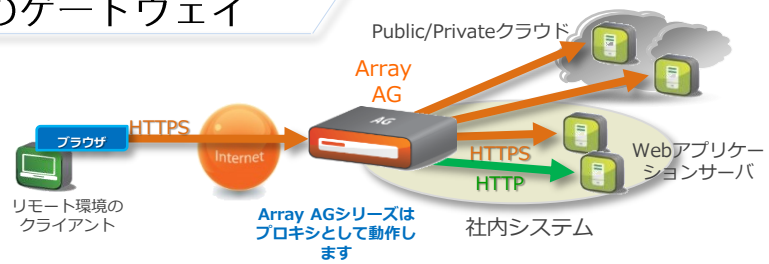 のゲートウェイ
Public/Privateクラウド
Array
AG
AG
HTTPS
ブラウザ
Internet
HTTPS
HTTP
Webアプリケー
ションサーバ
リモート環境の
クライアント
Array AGシリーズは
プロキシとして動作し
ます
社内システム